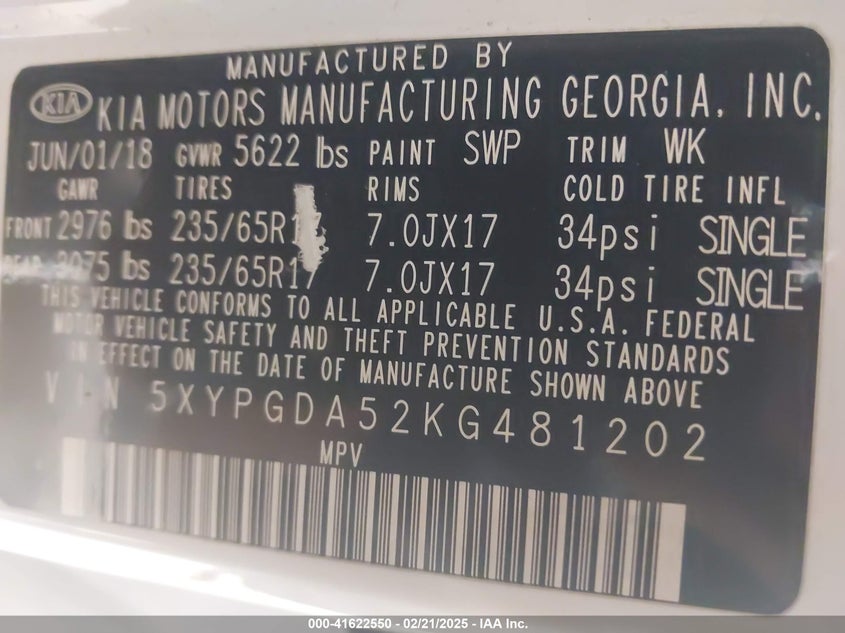 MANUFACTURED BY
KIA KIA MOTORS MANUFACTURING GEORGIA, INC.
JUN/01/18 GVWR 5622 lbs PAINT SWP TRIM WK
GAWR TIRES RIMS COLD TIRE INFL
FRONT 2976 lbs 235/65R17 7.0JX17 34psi SINGLE
REAR 3075 lbs 235/65R17 7.0JX17 34psi SINGLE
THIS VEHICLE CONFORMS TO ALL APPLICABLE U.S.A. FEDERAL
MOTOR VEHICLE SAFETY AND THEFT PREVENTION STANDARDS
IN EFFECT ON THE DATE OF MANUFACTURE SHOWN ABOVE
VIN 5XYPGDA52KG481202
MPV
000-41622550 - 02/21/2025 - IAA Inc.